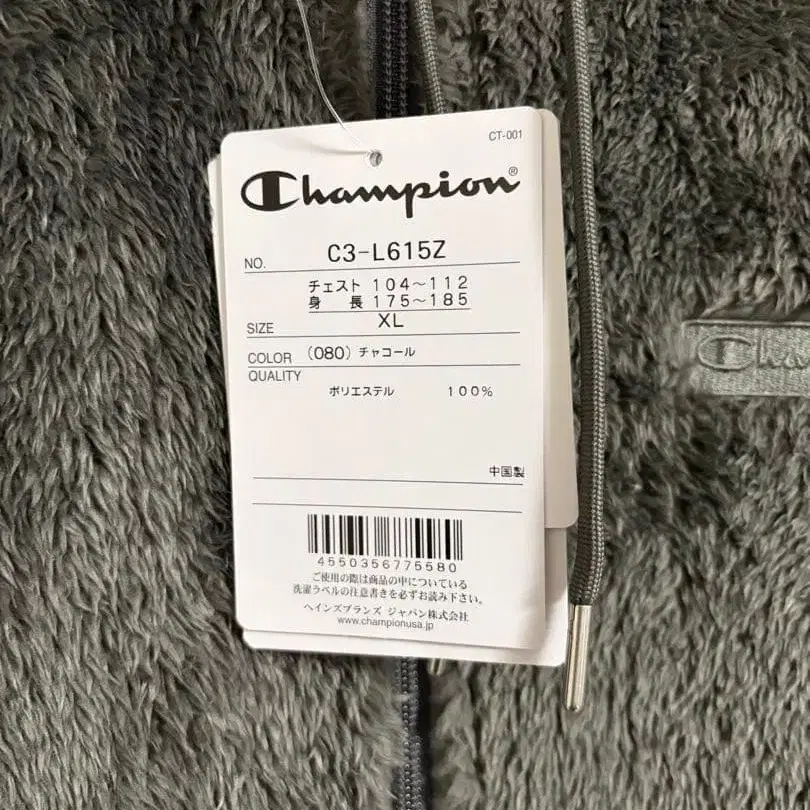 CT-001
Champion®
NO. C3-L615Z
チェスト 104～112
身 長 175～185
SIZE XL
COLOR (080) チャコール
QUALITY
ポリエステル 100%
中国製
4550356775580
ご使用の際は商品の中についている
洗濯ラベルの注意書きを必ずお読み下さい。
ヘインズブランズ ジャパン株式会社
www.championusa.jp